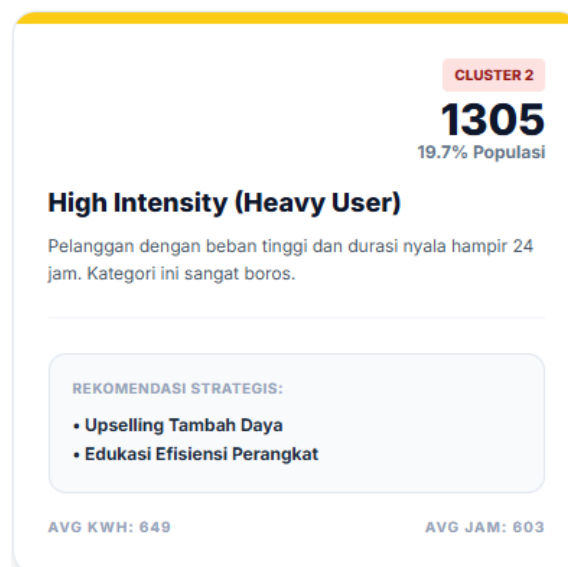 CLUSTER 2
1305
19.7% Populasi
High Intensity (Heavy User)
Pelanggan dengan beban tinggi dan durasi nyala hampir 24
jam. Kategori ini sangat boros.
REKOMENDASI STRATEGIS:
• Upselling Tambah Daya
• Edukasi Efisiensi Perangkat
AVG KWH: 649
AVG JAM: 603